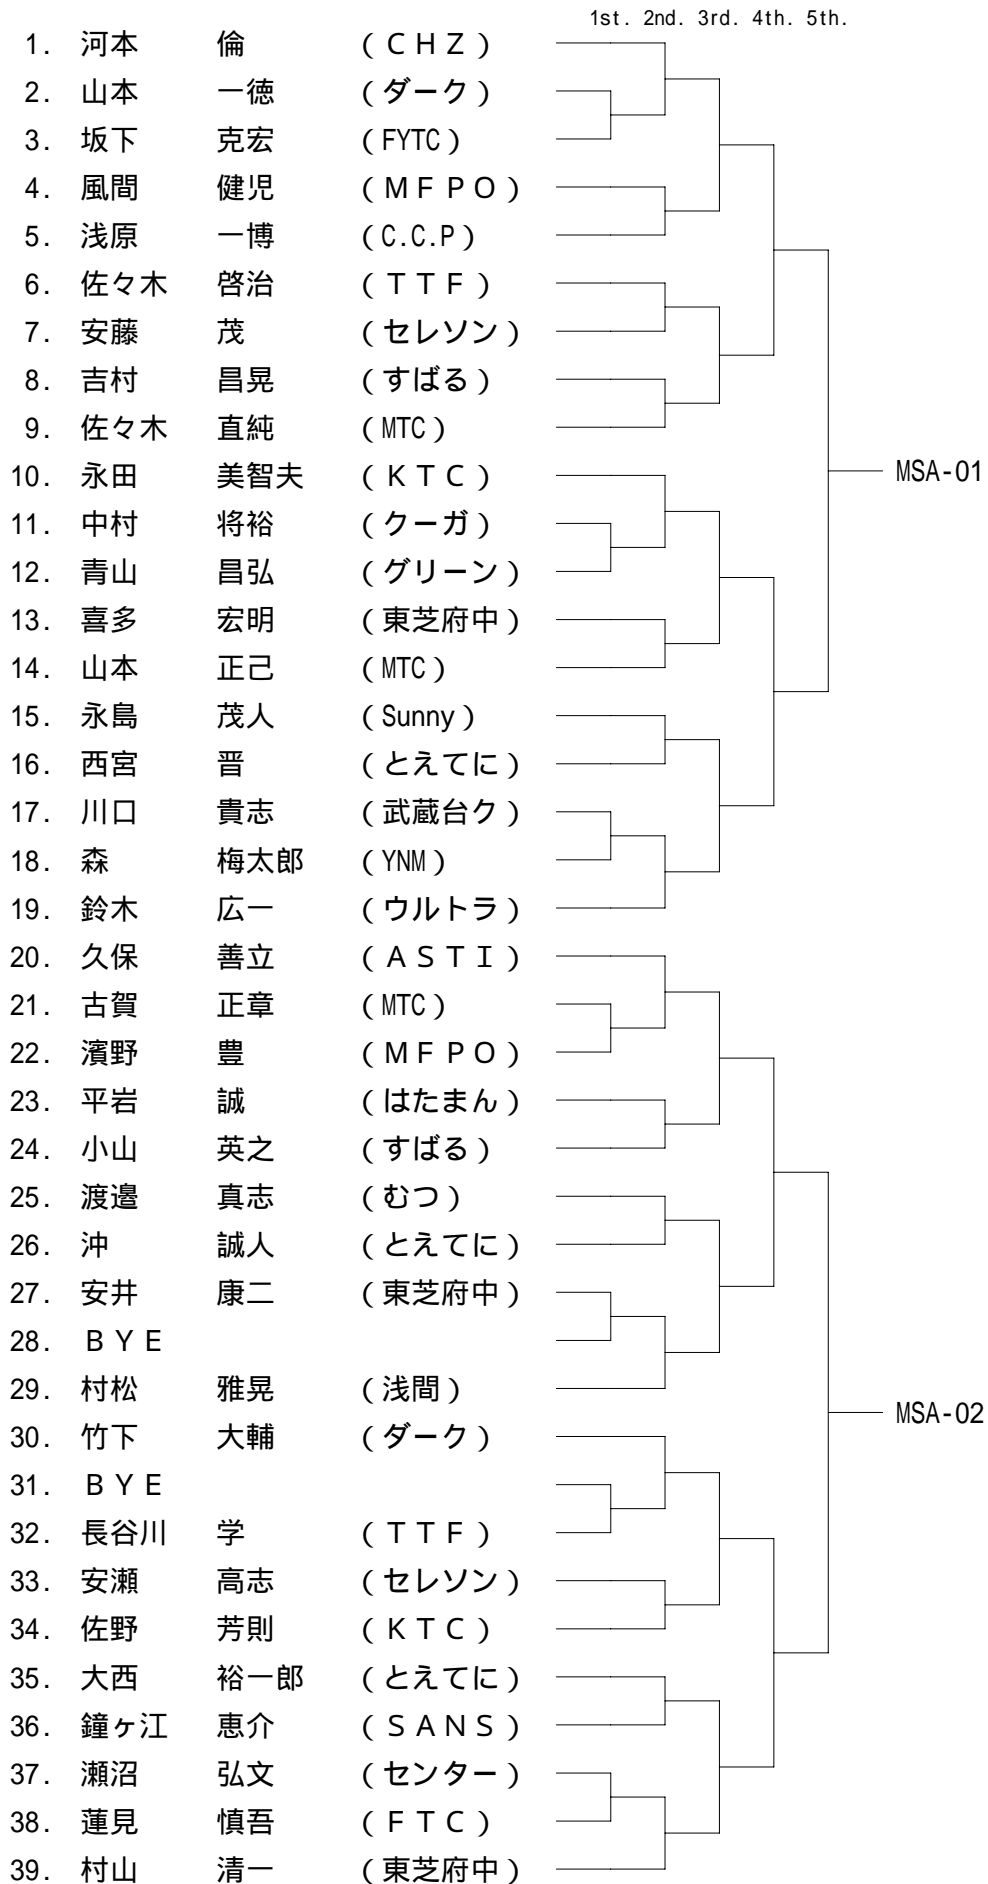 1st. 2nd. 3rd. 4th. 5th.
1. 河本 倫 (ＣＨＺ)
2. 山本 一徳 (ダーク)
3. 坂下 克宏 (FYTC)
4. 風間 健児 (ＭＦＰＯ)
5. 浅原 一博 (C.C.P)
6. 佐々木 啓治 (ＴＴＦ)
7. 安藤 茂 (セレソン)
8. 吉村 昌晃 (すばる)
9. 佐々木 直純 (MTC)
MSA-01
10. 永田 美智夫 (ＫＴＣ)
11. 中村 将裕 (クーガ)
12. 青山 昌弘 (グリーン)
13. 喜多 宏明 (東芝府中)
14. 山本 正己 (MTC)
15. 永島 茂人 (Sunny)
16. 西宮 晋 (とえてに)
17. 川口 貴志 (武蔵台ク)
18. 森 梅太郎 (YNM)
19. 鈴木 広一 (ウルトラ)
20. 久保 善立 (ＡＳＴＩ)
21. 古賀 正章 (MTC)
22. 濱野 豊 (ＭＦＰＯ)
23. 平岩 誠 (はたまん)
24. 小山 英之 (すばる)
25. 渡邉 真志 (むつ)
26. 沖 誠人 (とえてに)
27. 安井 康二 (東芝府中)
28. ＢＹＥ
29. 村松 雅晃 (浅間)
MSA-02
30. 竹下 大輔 (ダーク)
31. ＢＹＥ
32. 長谷川 学 (ＴＴＦ)
33. 安瀬 高志 (セレソン)
34. 佐野 芳則 (ＫＴＣ)
35. 大西 裕一郎 (とえてに)
36. 鐘ヶ江 恵介 (ＳＡＮＳ)
37. 瀬沼 弘文 (センター)
38. 蓮見 慎吾 (ＦＴＣ)
39. 村山 清一 (東芝府中)